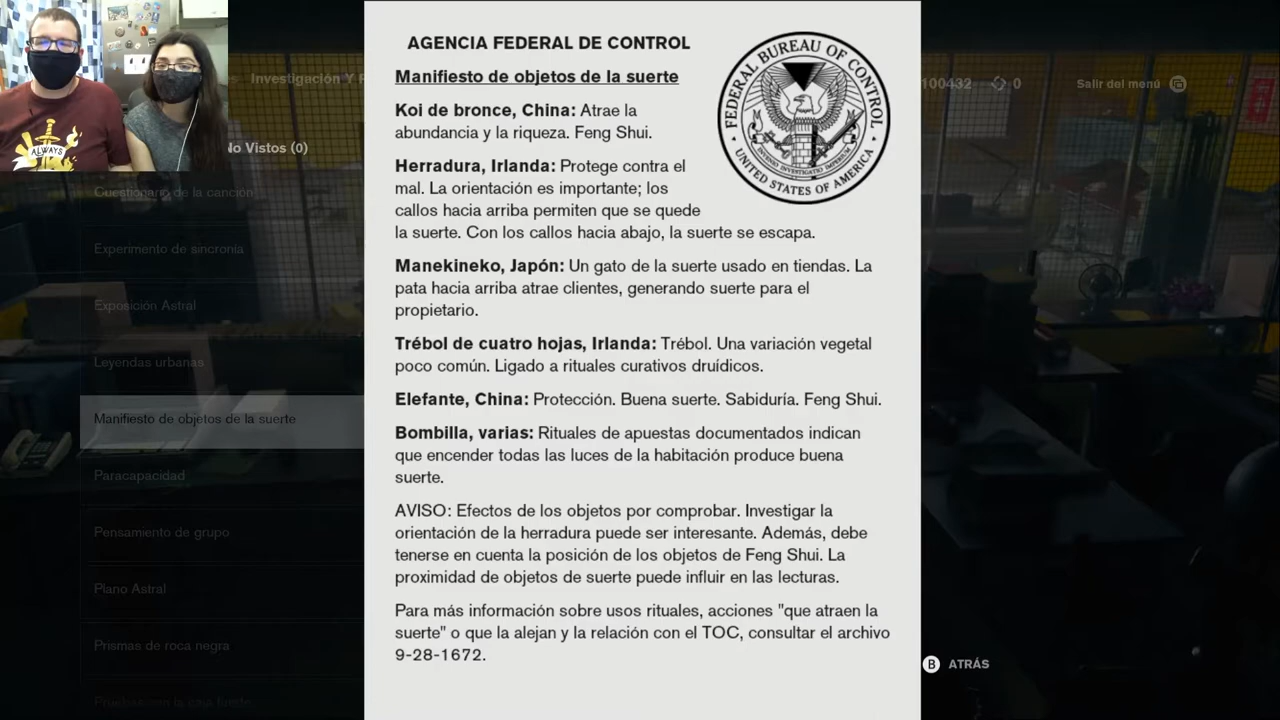 AGENCIA FEDERAL DE CONTROL
Manifiesto de objetos de la suerte
Koi de bronce, China: Atrae la
abundancia y la riqueza. Feng Shui.
Herradura, Irlanda: Protege contra el
mal. La orientación es importante; los
callos hacia arriba permiten que se quede
la suerte. Con los callos hacia abajo, la suerte se escapa.
Manekineko, Japón: Un gato de la suerte usado en tiendas. La
pata hacia arriba atrae clientes, generando suerte para el
propietario.
Trébol de cuatro hojas, Irlanda: Trébol. Una variación vegetal
poco común. Ligado a rituales curativos druídicos.
Elefante, China: Protección. Buena suerte. Sabiduría. Feng Shui.
Bombilla, varias: Rituales de apuestas documentados indican
que encender todas las luces de la habitación produce buena
suerte.
AVISO: Efectos de los objetos por comprobar. Investigar la
orientación de la herradura puede ser interesante. Además, debe
tenerse en cuenta la posición de los objetos de Feng Shui. La
proximidad de objetos de suerte puede influir en las lecturas.
Para más información sobre usos rituales, acciones "que atraen la
suerte" o que la alejan y la relación con el TOC, consultar el archivo
9-28-1672.
FEDERAL BUREAU OF CONTROL
UNITED STATES OF AMERICA
Investigación Y
100432
0
Salir del menú
No Vistos (0)
Cuestionario de la canción
Experimento de sincronía
Exposición Astral
Leyendas urbanas
Manifiesto de objetos de la suerte
Paracapacidad
Pensamiento de grupo
Plano Astral
Prismas de roca negra
Pruebas con la caja fuerte
ALWAYS
B ATRÁS